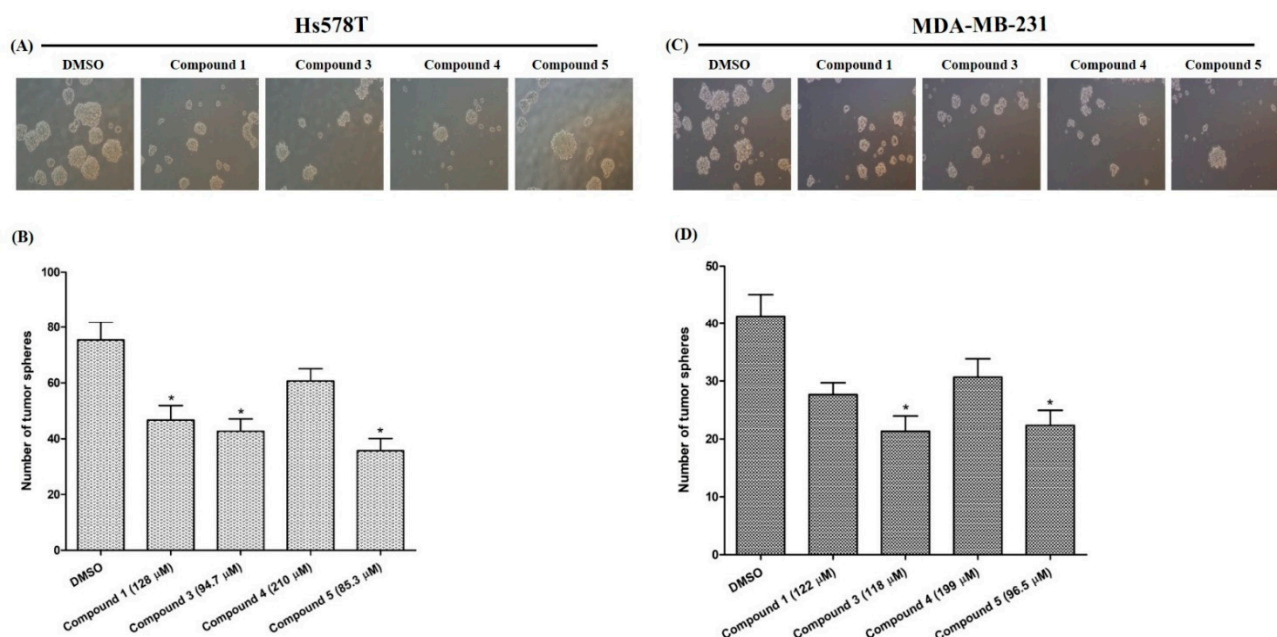 Hs578T
(A)
DMSO Compound 1 Compound 3 Compound 4 Compound 5
(B)
100
80
60
40
20
0
Number of tumor spheres
* * *
DMSO
Compound 1 (128 µM)
Compound 3 (94.7 µM)
Compound 4 (210 µM)
Compound 5 (85.3 µM)
MDA-MB-231
(C)
DMSO Compound 1 Compound 3 Compound 4 Compound 5
(D)
50
40
30
20
10
0
Number of tumor spheres
* *
DMSO
Compound 1 (122 µM)
Compound 3 (118 µM)
Compound 4 (199 µM)
Compound 5 (96.5 µM)